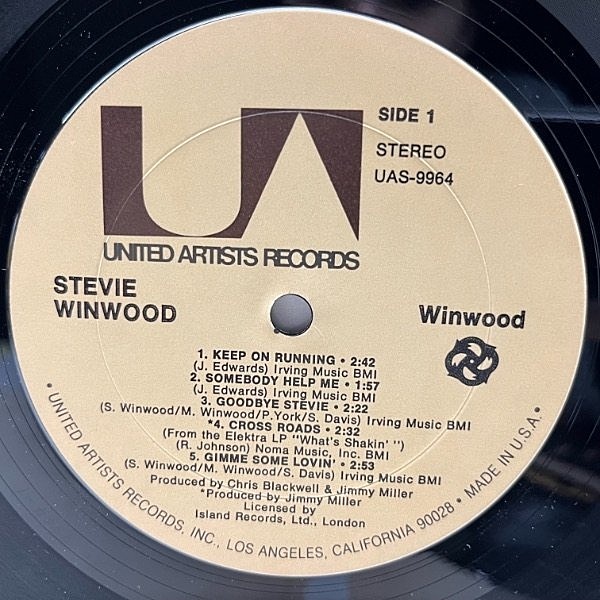 SIDE 1
STEREO
UAS-9964
UA
UNITED ARTISTS RECORDS
STEVIE
WINWOOD
Winwood
1. KEEP ON RUNNING • 2:42
(J. Edwards) Irving Music BMI
2. SOMEBODY HELP ME • 1:57
(J. Edwards) Irving Music BMI
3. GOODBYE STEVIE • 2:22
(S. Winwood/M. Winwood/P.York/S. Davis) Irving Music BMI
*4. CROSS ROADS • 2:32
(From the Elektra LP "What's Shakin' ")
(R. Johnson) Noma Music, Inc. BMI
5. GIMME SOME LOVIN' • 2:53
(S. Winwood/M. Winwood/S. Davis) Irving Music BMI
Produced by Chris Blackwell & Jimmy Miller
*Produced by Jimmy Miller
Licensed by
Island Records, Ltd., London
• UNITED ARTISTS RECORDS, INC., LOS ANGELES, CALIFORNIA 90028 • MADE IN U.S.A. •